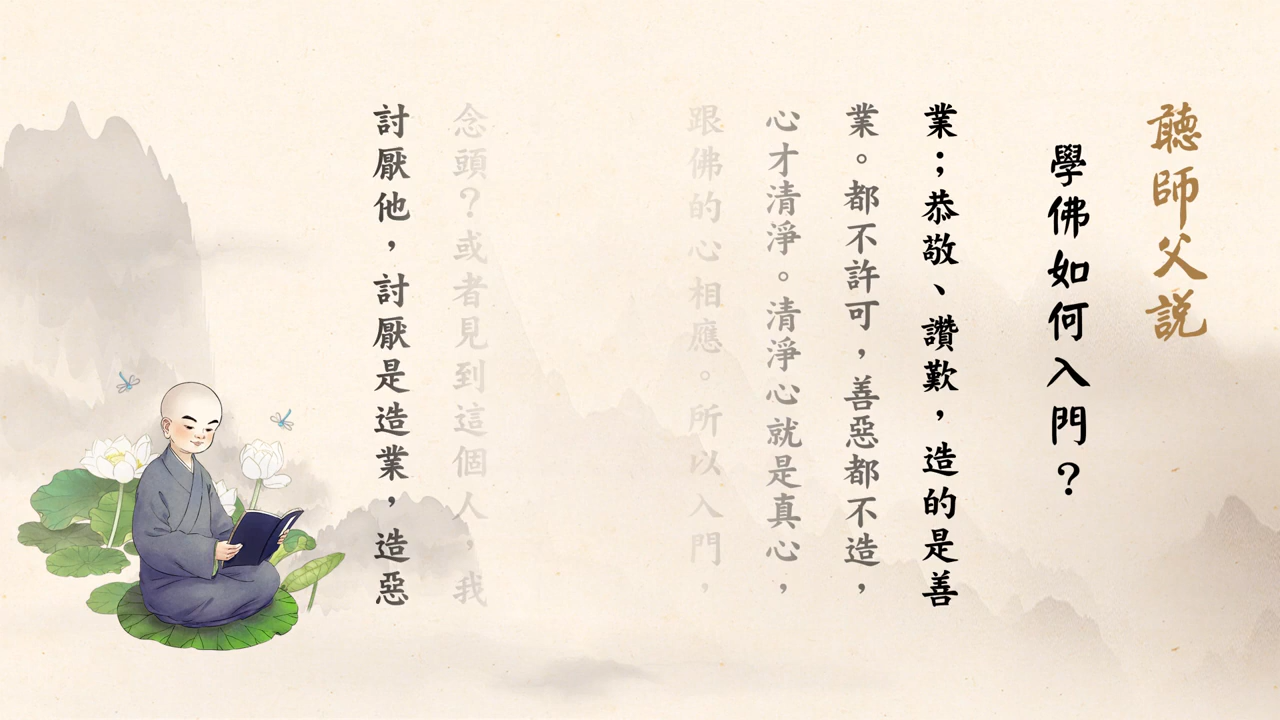 聽師父説
學佛如何入門？
業；恭敬、讚歎，造的是善
業。都不許可，善惡都不造，
心才清淨。清淨心就是真心，
跟佛的心相應。所以入門，
念頭？或者見到這個人，我
討厭他，討厭是造業，造惡